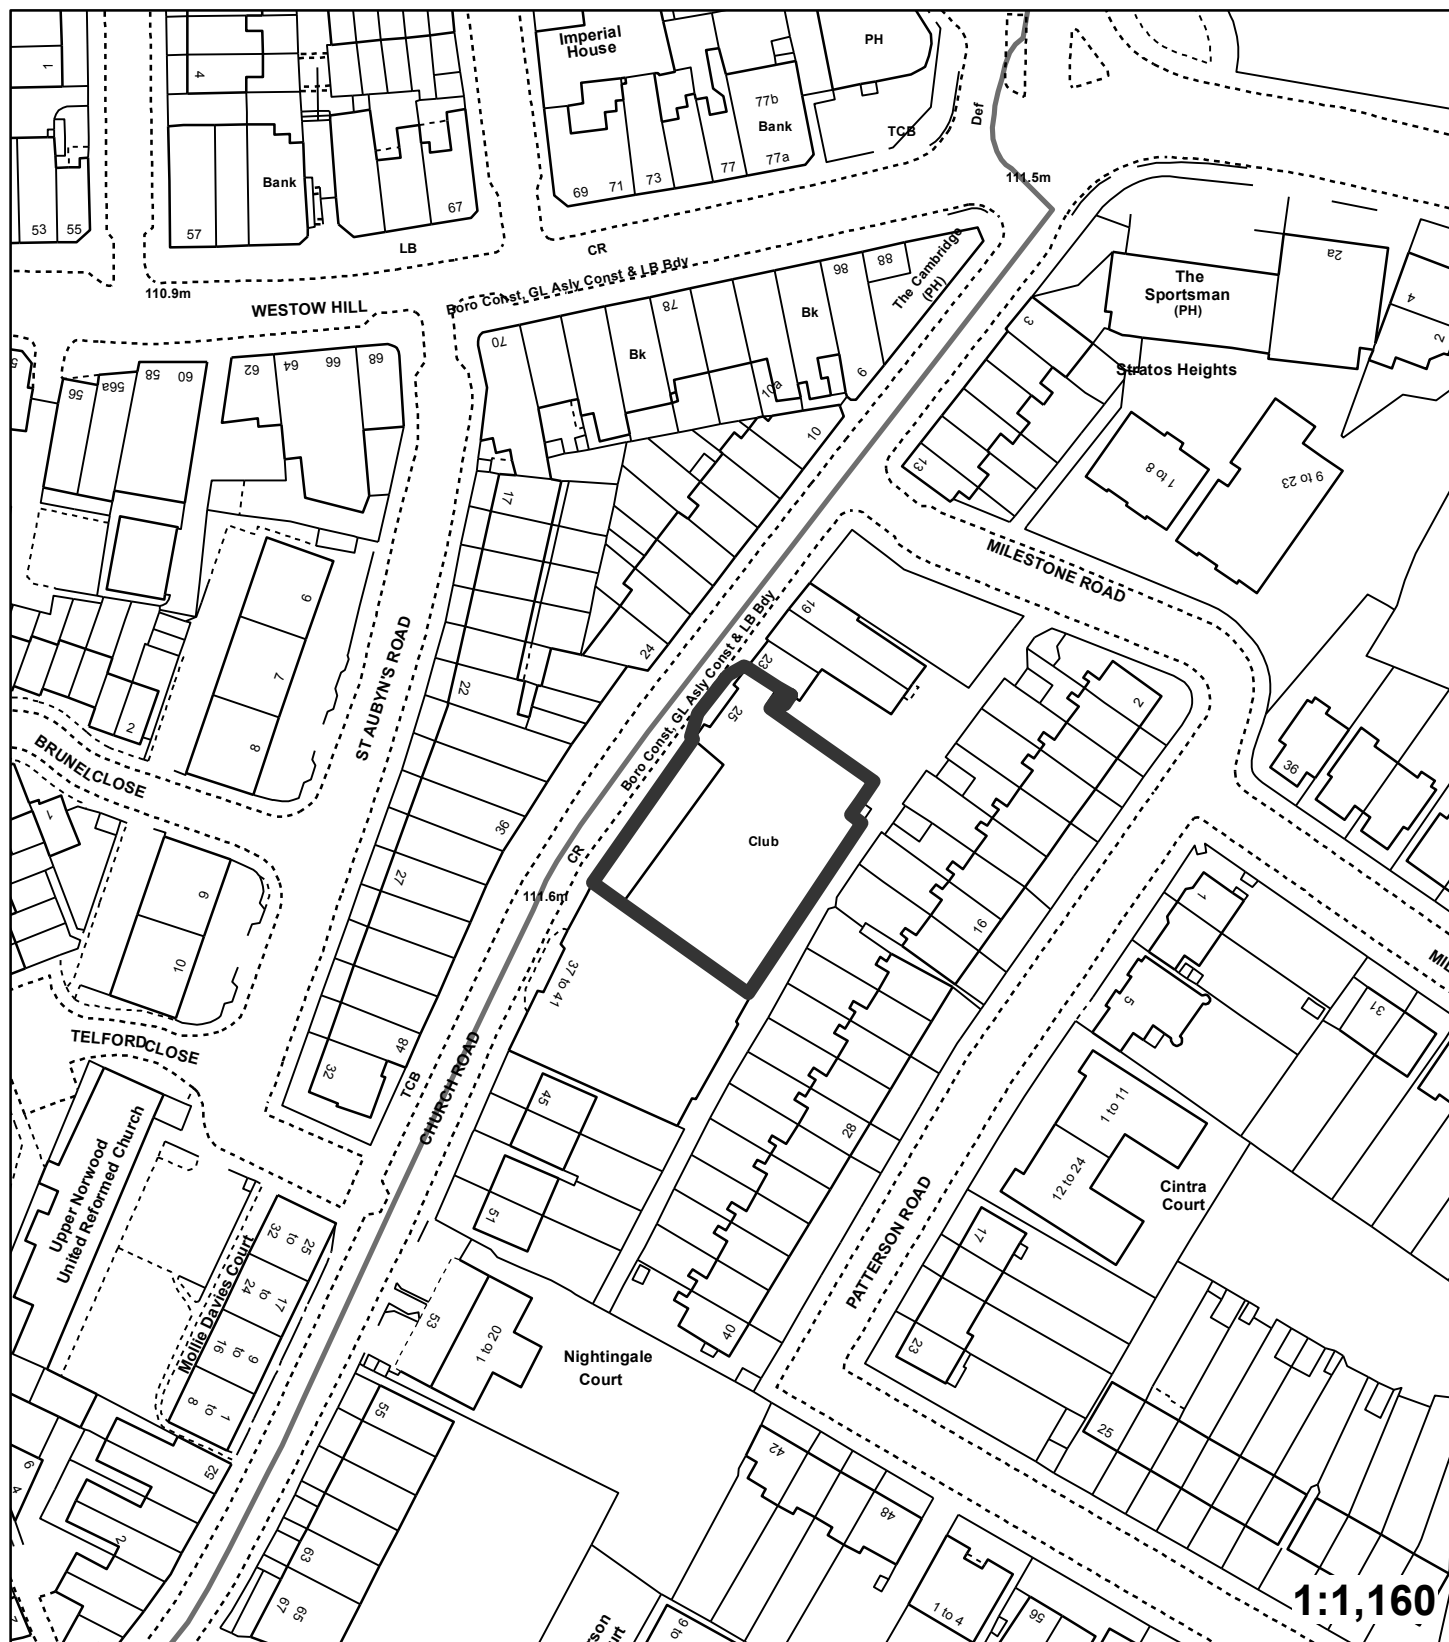 Imperial
House
PH
1
4
77b
Bank
TCB
Def
77a
77
73
71
69
111.5m
Bank
67
53
55
57
LB
CR
Boro Const, GL Asly Const & LB Bdy
110.9m
WESTOW HILL
The Cambridge
(PH)
88
86
78
70
Bk
Bk
The
Sportsman
(PH)
2a
4
2
3
Stratos Heights
68
66
64
62
60
58
56a
56
10a
6
10
13
1 to 8
9 to 23
17
MILESTONE ROAD
6
7
8
ST AUBYN'S ROAD
22
24
Boro Const, GL Asly Const & LB Bdy
19
23
25
2
2
BRUNEL CLOSE
1
36
36
Club
CR
27
111.6m
16
1
9
10
37 to 41
5
31
TELFORD CLOSE
48
32
TCB
CHURCH ROAD
45
28
1 to 11
12 to 24
Cintra
Court
Upper Norwood
United Reformed Church
51
17
PATTERSON ROAD
25
to
32
17
to
24
9
to
16
1
to
8
Mollie Davies Court
53
1 to 20
40
23
Nightingale
Court
55
25
42
52
6
4
2
48
63
65
67
1 to 4
56
1:1,160